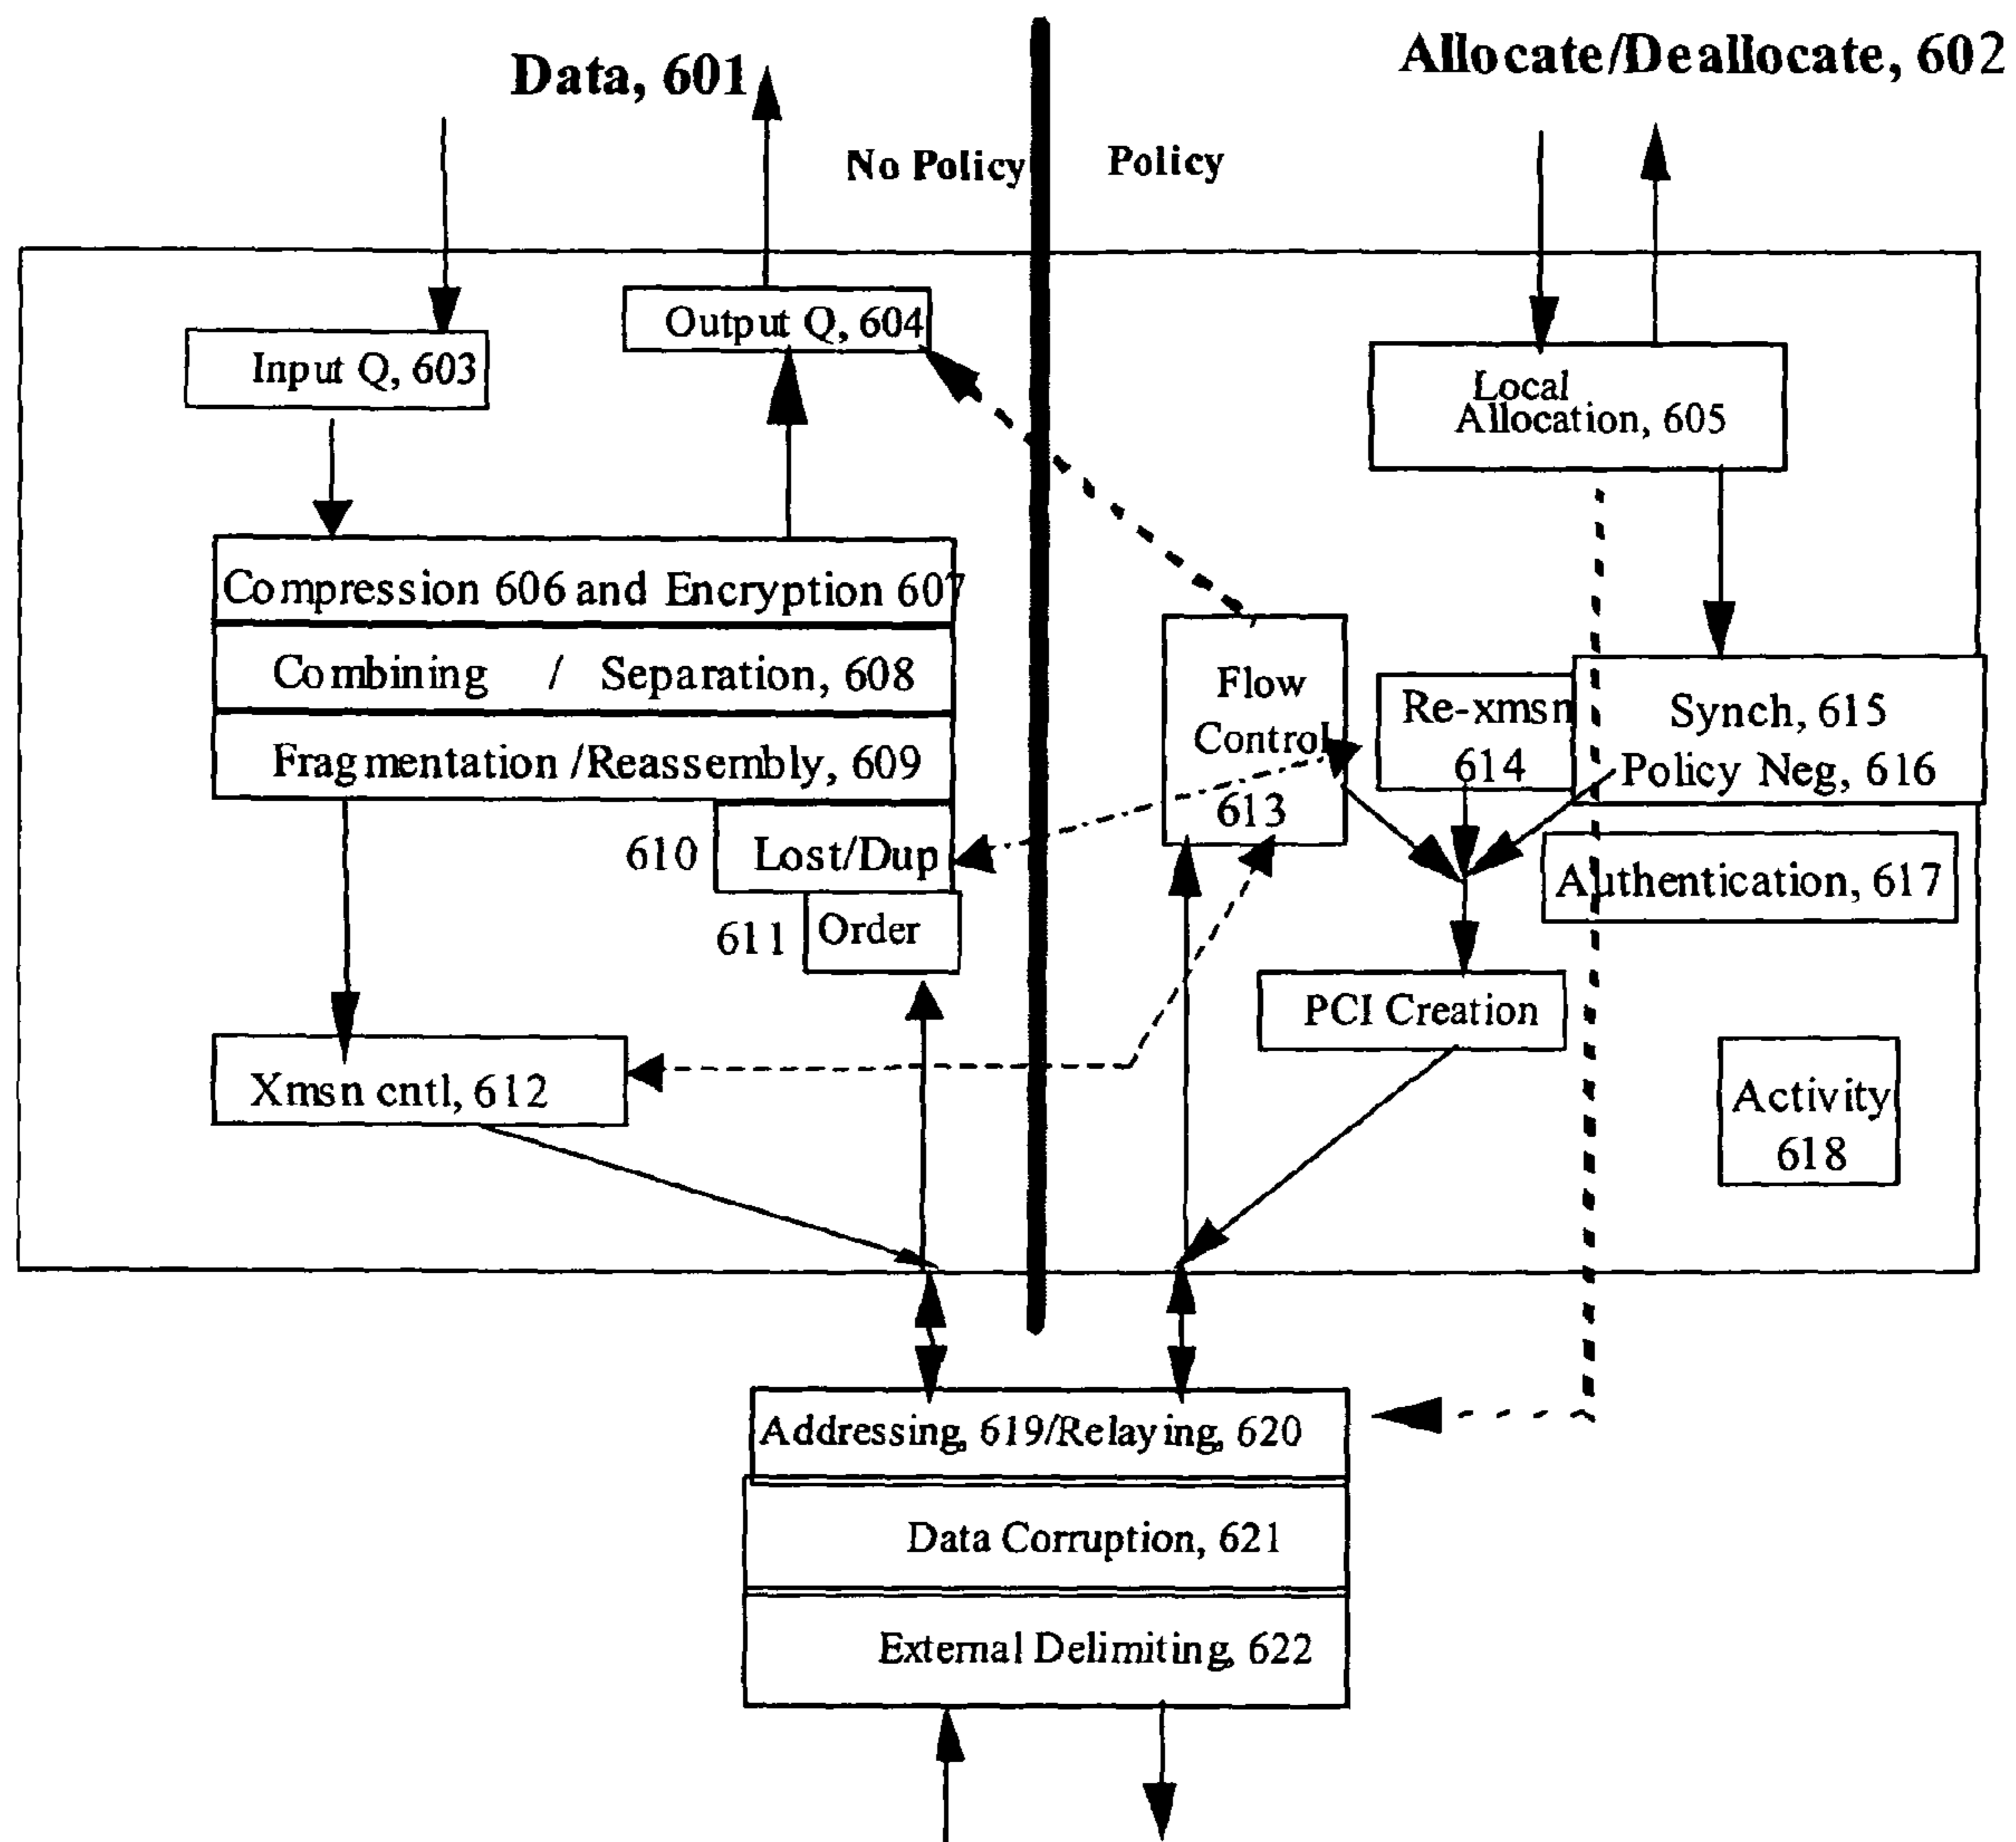 Data, 601
Allocate/Deallocate, 602
No Policy
Policy
Input Q, 603
Output Q, 604
Local
Allocation, 605
Compression 606 and Encryption 607
Combining / Separation, 608
Fragmentation /Reassembly, 609
610
Lost/Dup
611
Order
Xmsn cntl, 612
Flow
Control
613
Re-xmsn
614
Synch, 615
Policy Neg, 616
Authentication, 617
PCI Creation
Activity
618
Addressing, 619/Relaying, 620
Data Corruption, 621
External Delimiting, 622